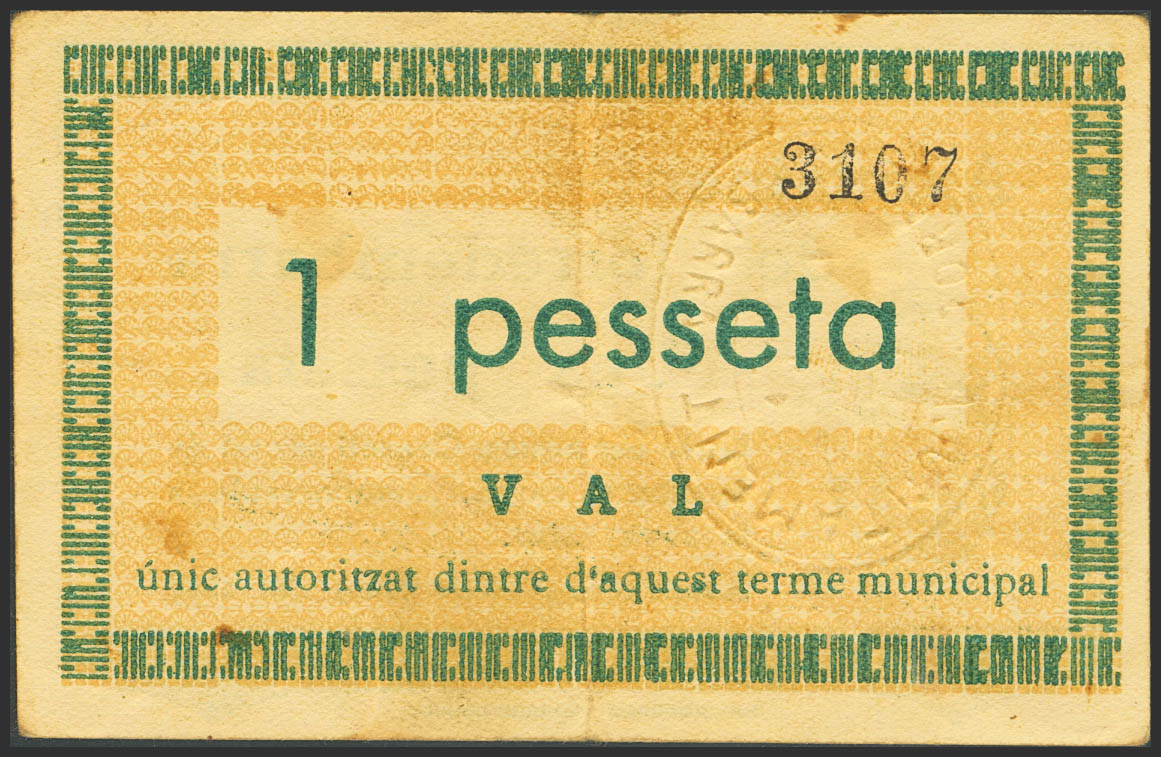 3107
1 pesseta
VAL
únic autoritzat dintre d'aquest terme municipal